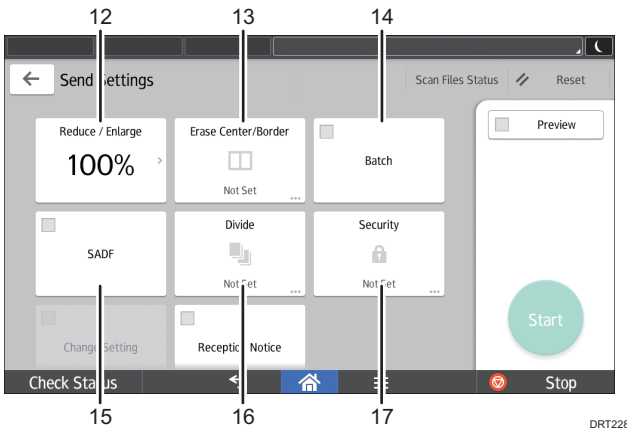 12 13 14
Send Settings
Scan Files Status
Reset
Reduce / Enlarge
100%
Erase Center/Border
Not Set
Batch
Preview
SADF
Divide
Not Set
Security
Not Set
Start
Change Setting
Reception Notice
Check Status
Stop
15 16 17
DRT228